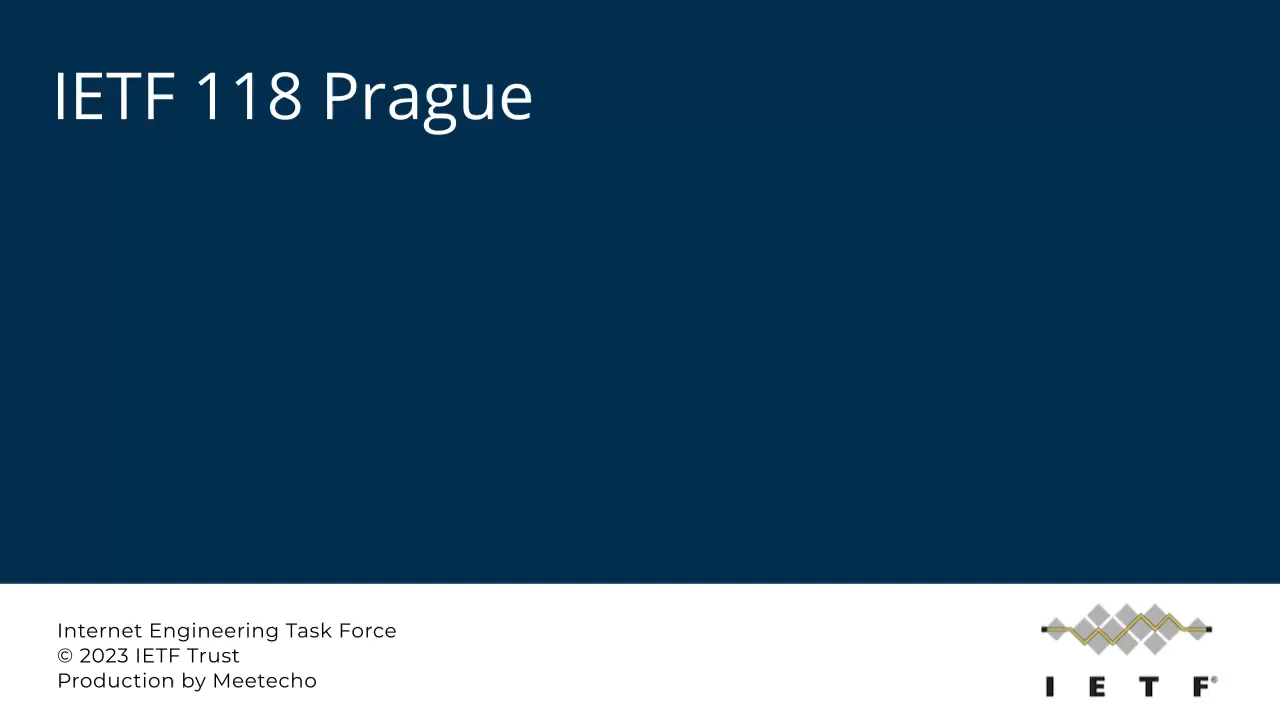 IETF 118 Prague
Internet Engineering Task Force
© 2023 IETF Trust
Production by Meetecho
I E T F®